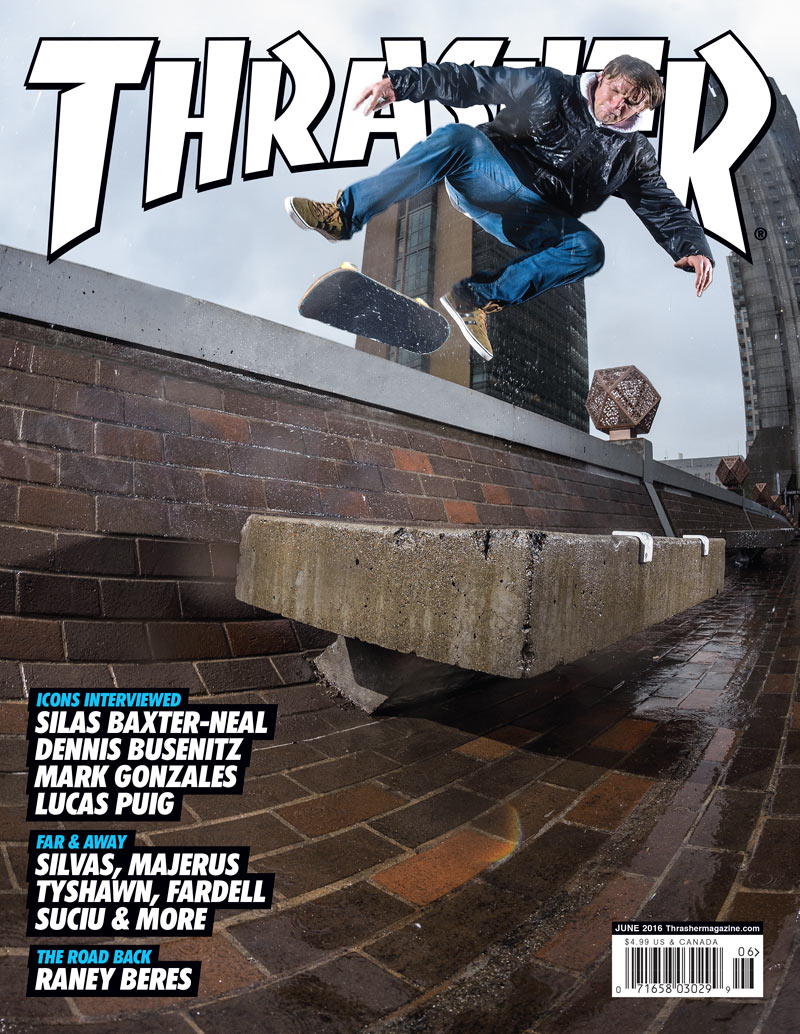 THRASHER
®
ICONS INTERVIEWED
SILAS BAXTER-NEAL
DENNIS BUSENITZ
MARK GONZALES
LUCAS PUIG
FAR & AWAY
SILVAS, MAJERUS
TYSHAWN, FARDELL
SUCIU & MORE
THE ROAD BACK
RANEY BERES
JUNE 2016 Thrashermagazine.com
$4.99 US & CANADA
06>
0 71658 03029 9